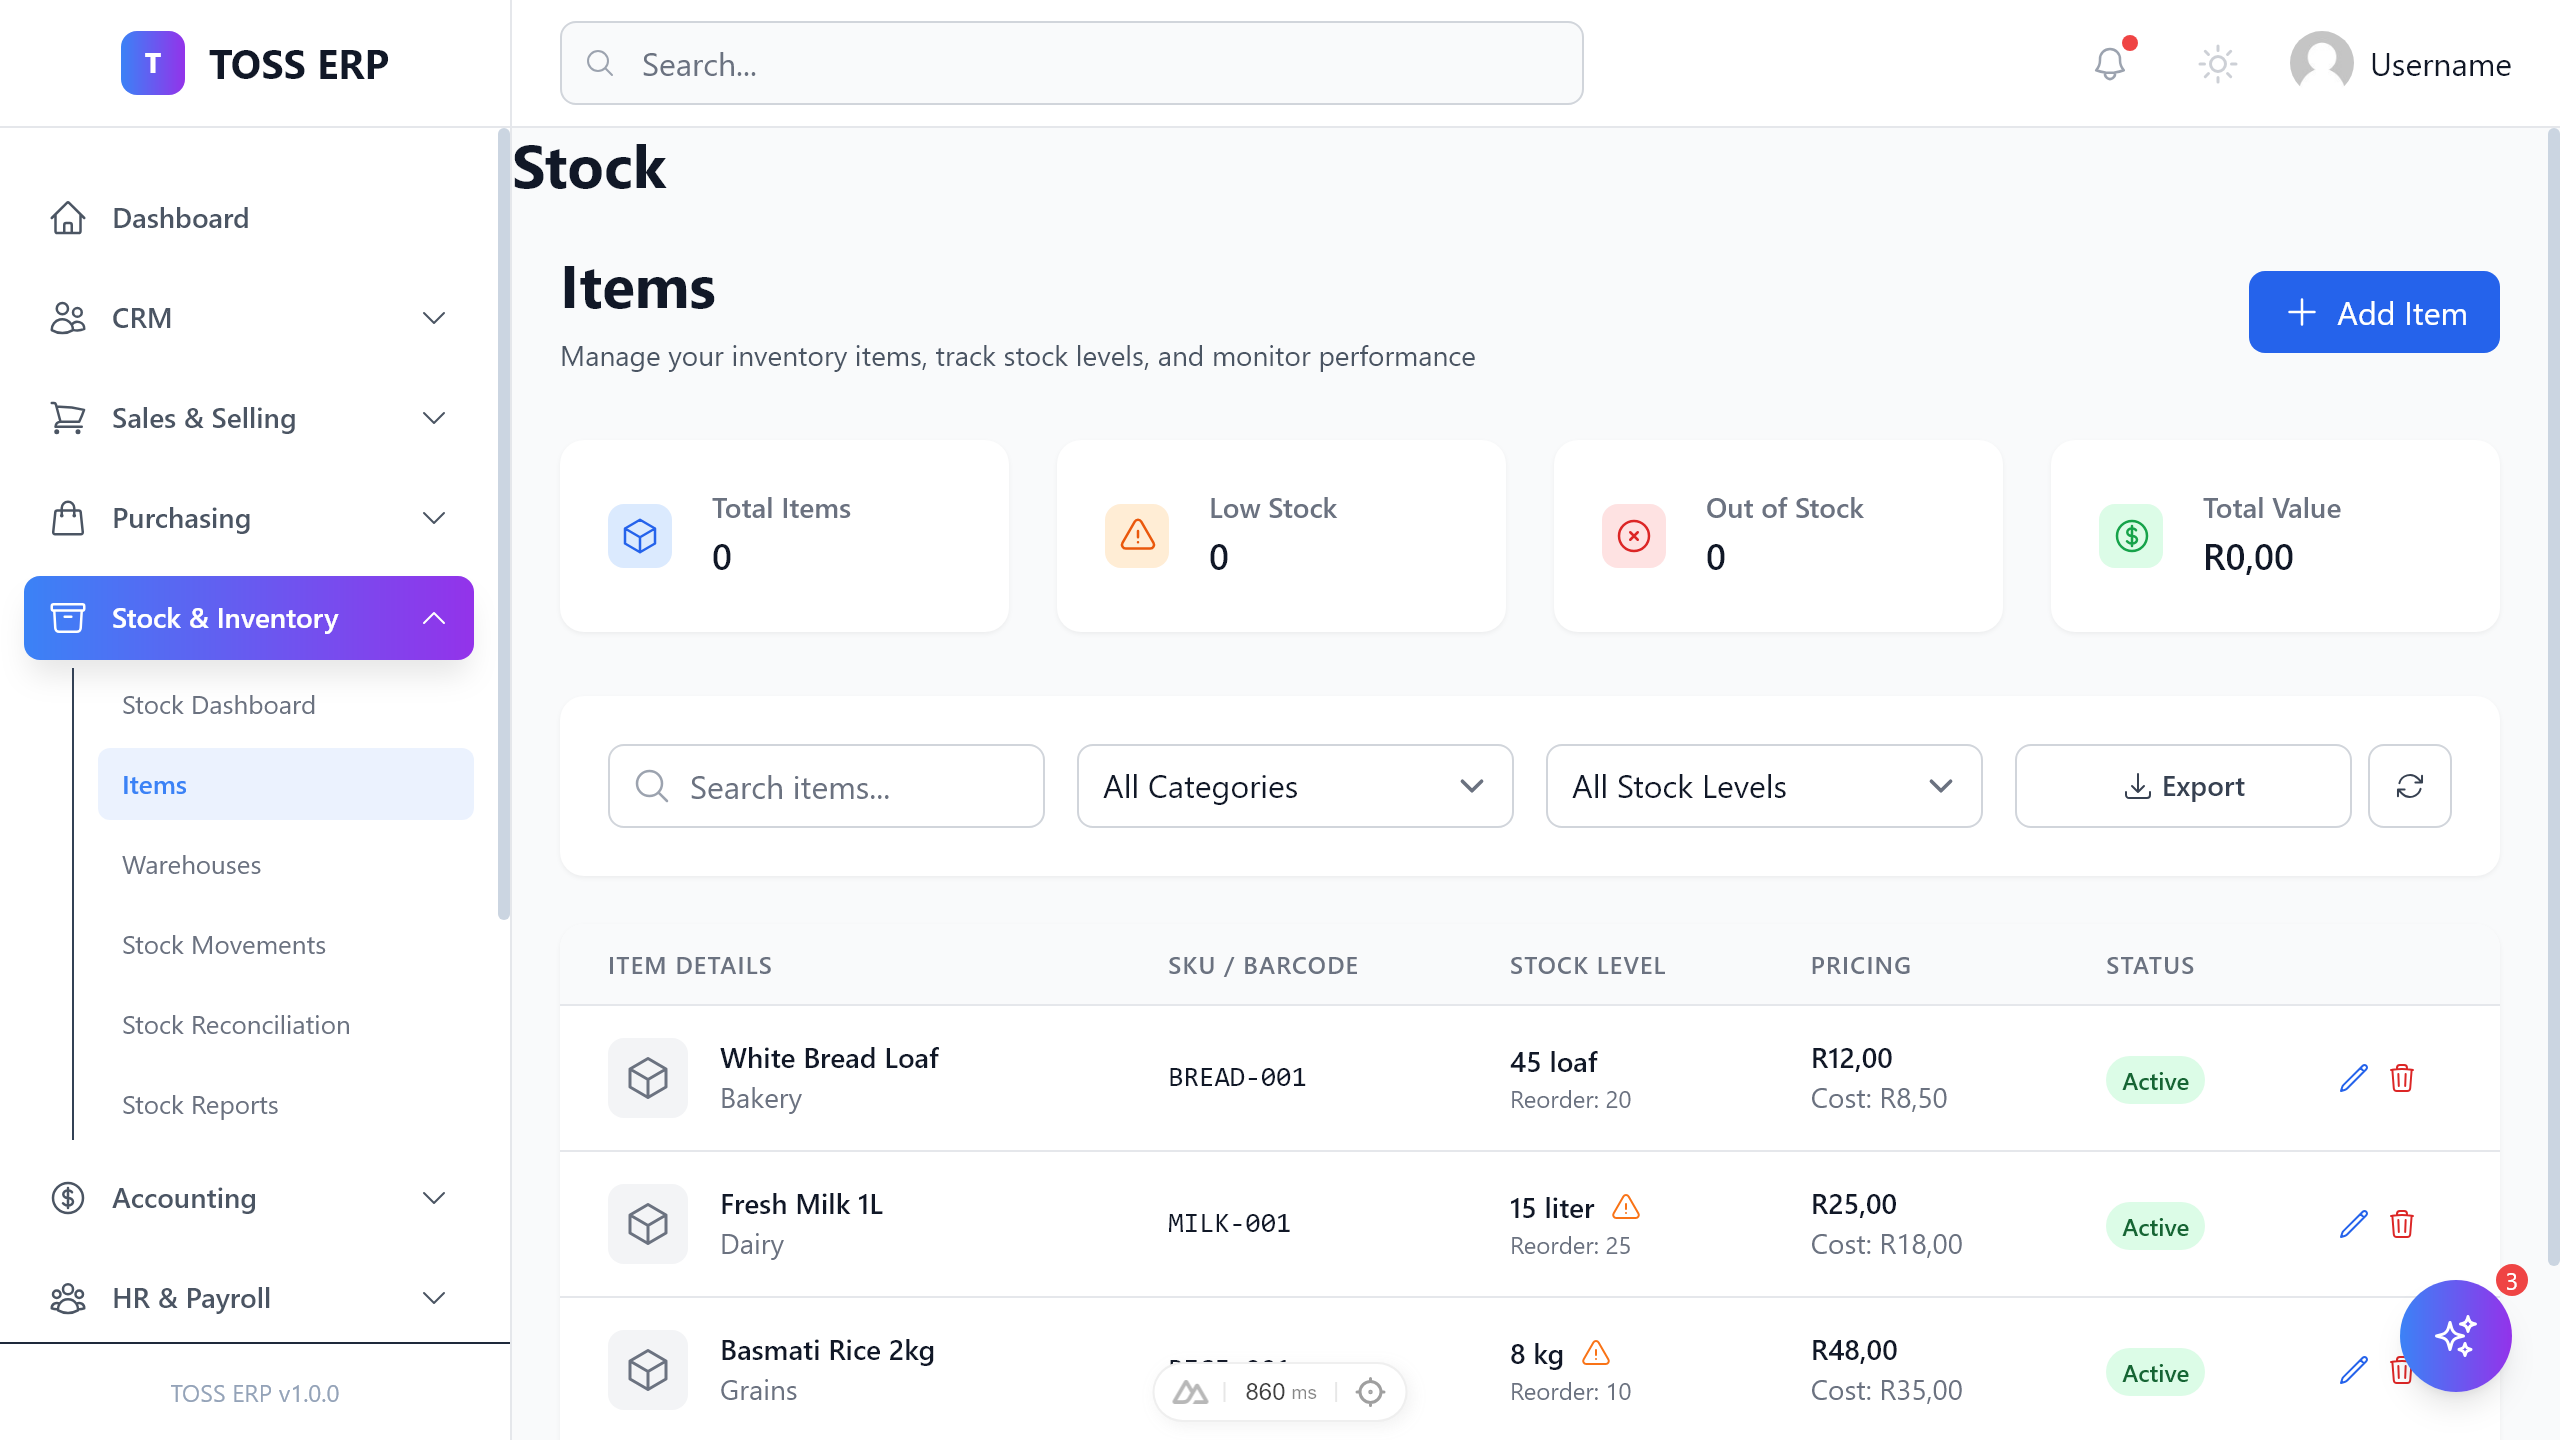 T TOSS ERP
Search...
Username
Dashboard
CRM
Sales & Selling
Purchasing
Stock & Inventory
Stock Dashboard
Items
Warehouses
Stock Movements
Stock Reconciliation
Stock Reports
Accounting
HR & Payroll
TOSS ERP v1.0.0
Stock
Items
Manage your inventory items, track stock levels, and monitor performance
Add Item
Total Items
0
Low Stock
0
Out of Stock
0
Total Value
R0,00
Search items...
All Categories
All Stock Levels
Export
ITEM DETAILS SKU / BARCODE STOCK LEVEL PRICING STATUS
White Bread Loaf
Bakery
BREAD-001
45 loaf
Reorder: 20
R12,00
Cost: R8,50
Active
Fresh Milk 1L
Dairy
MILK-001
15 liter
Reorder: 25
R25,00
Cost: R18,00
Active
Basmati Rice 2kg
Grains
8 kg
Reorder: 10
R48,00
Cost: R35,00
Active
860 ms
3